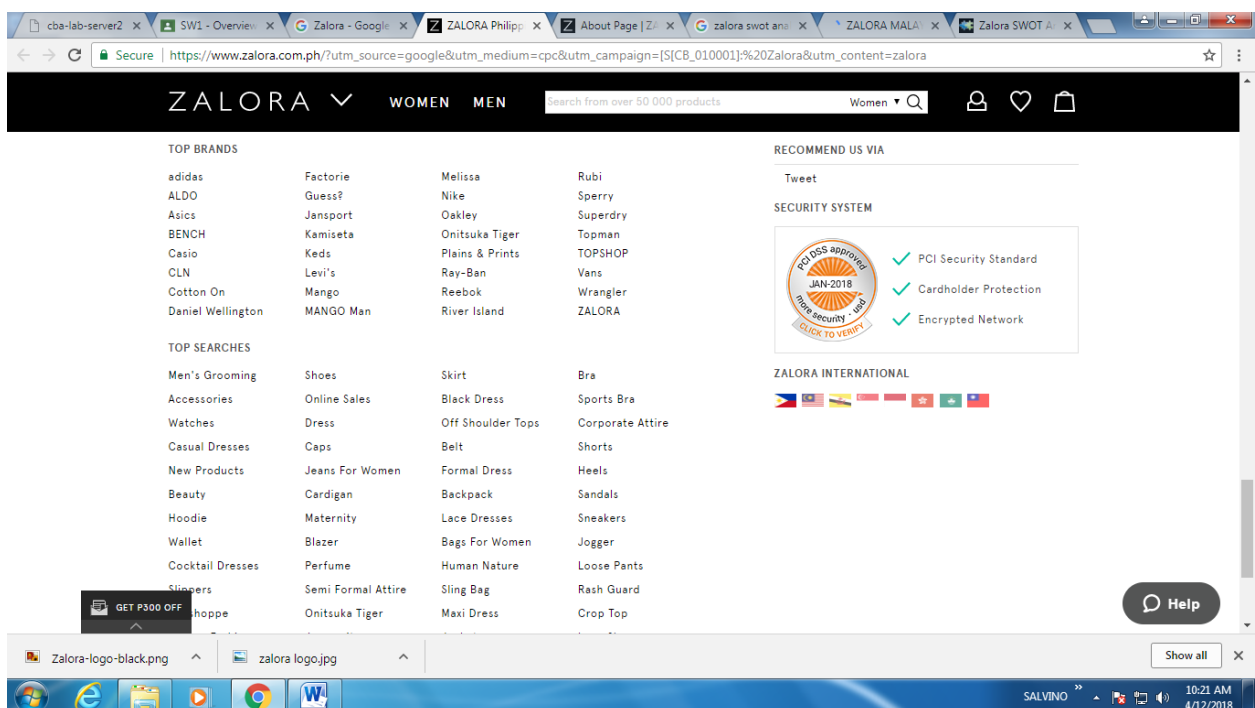 cba-lab-server2
SW1 - Overview
Zalora - Google
ZALORA Philipp
About Page | ZA
zalora swot ana
ZALORA MALAY
Zalora SWOT A
Secure | https://www.zalora.com.ph/?utm_source=google&utm_medium=cpc&utm_campaign=[S[CB_010001]:%20Zalora&utm_content=zalora
ZALORA WOMEN MEN Search from over 50 000 products Women
TOP BRANDS
adidas Factorie Melissa Rubi
ALDO Guess? Nike Sperry
Asics Jansport Oakley Superdry
BENCH Kamiseta Onitsuka Tiger Topman
Casio Keds Plains & Prints TOPSHOP
CLN Levi's Ray-Ban Vans
Cotton On Mango Reebok Wrangler
Daniel Wellington MANGO Man River Island ZALORA
TOP SEARCHES
Men's Grooming Shoes Skirt Bra
Accessories Online Sales Black Dress Sports Bra
Watches Dress Off Shoulder Tops Corporate Attire
Casual Dresses Caps Belt Shorts
New Products Jeans For Women Formal Dress Heels
Beauty Cardigan Backpack Sandals
Hoodie Maternity Lace Dresses Sneakers
Wallet Blazer Bags For Women Jogger
Cocktail Dresses Perfume Human Nature Loose Pants
Slippers Semi Formal Attire Sling Bag Rash Guard
shoppe Onitsuka Tiger Maxi Dress Crop Top
RECOMMEND US VIA
Tweet
SECURITY SYSTEM
PCI DSS approved
JAN-2018
more security - usd
CLICK TO VERIFY
PCI Security Standard
Cardholder Protection
Encrypted Network
ZALORA INTERNATIONAL
GET P300 OFF
Help
Zalora-logo-black.png
zalora logo.jpg
Show all
SALVINO
10:21 AM
4/12/2018